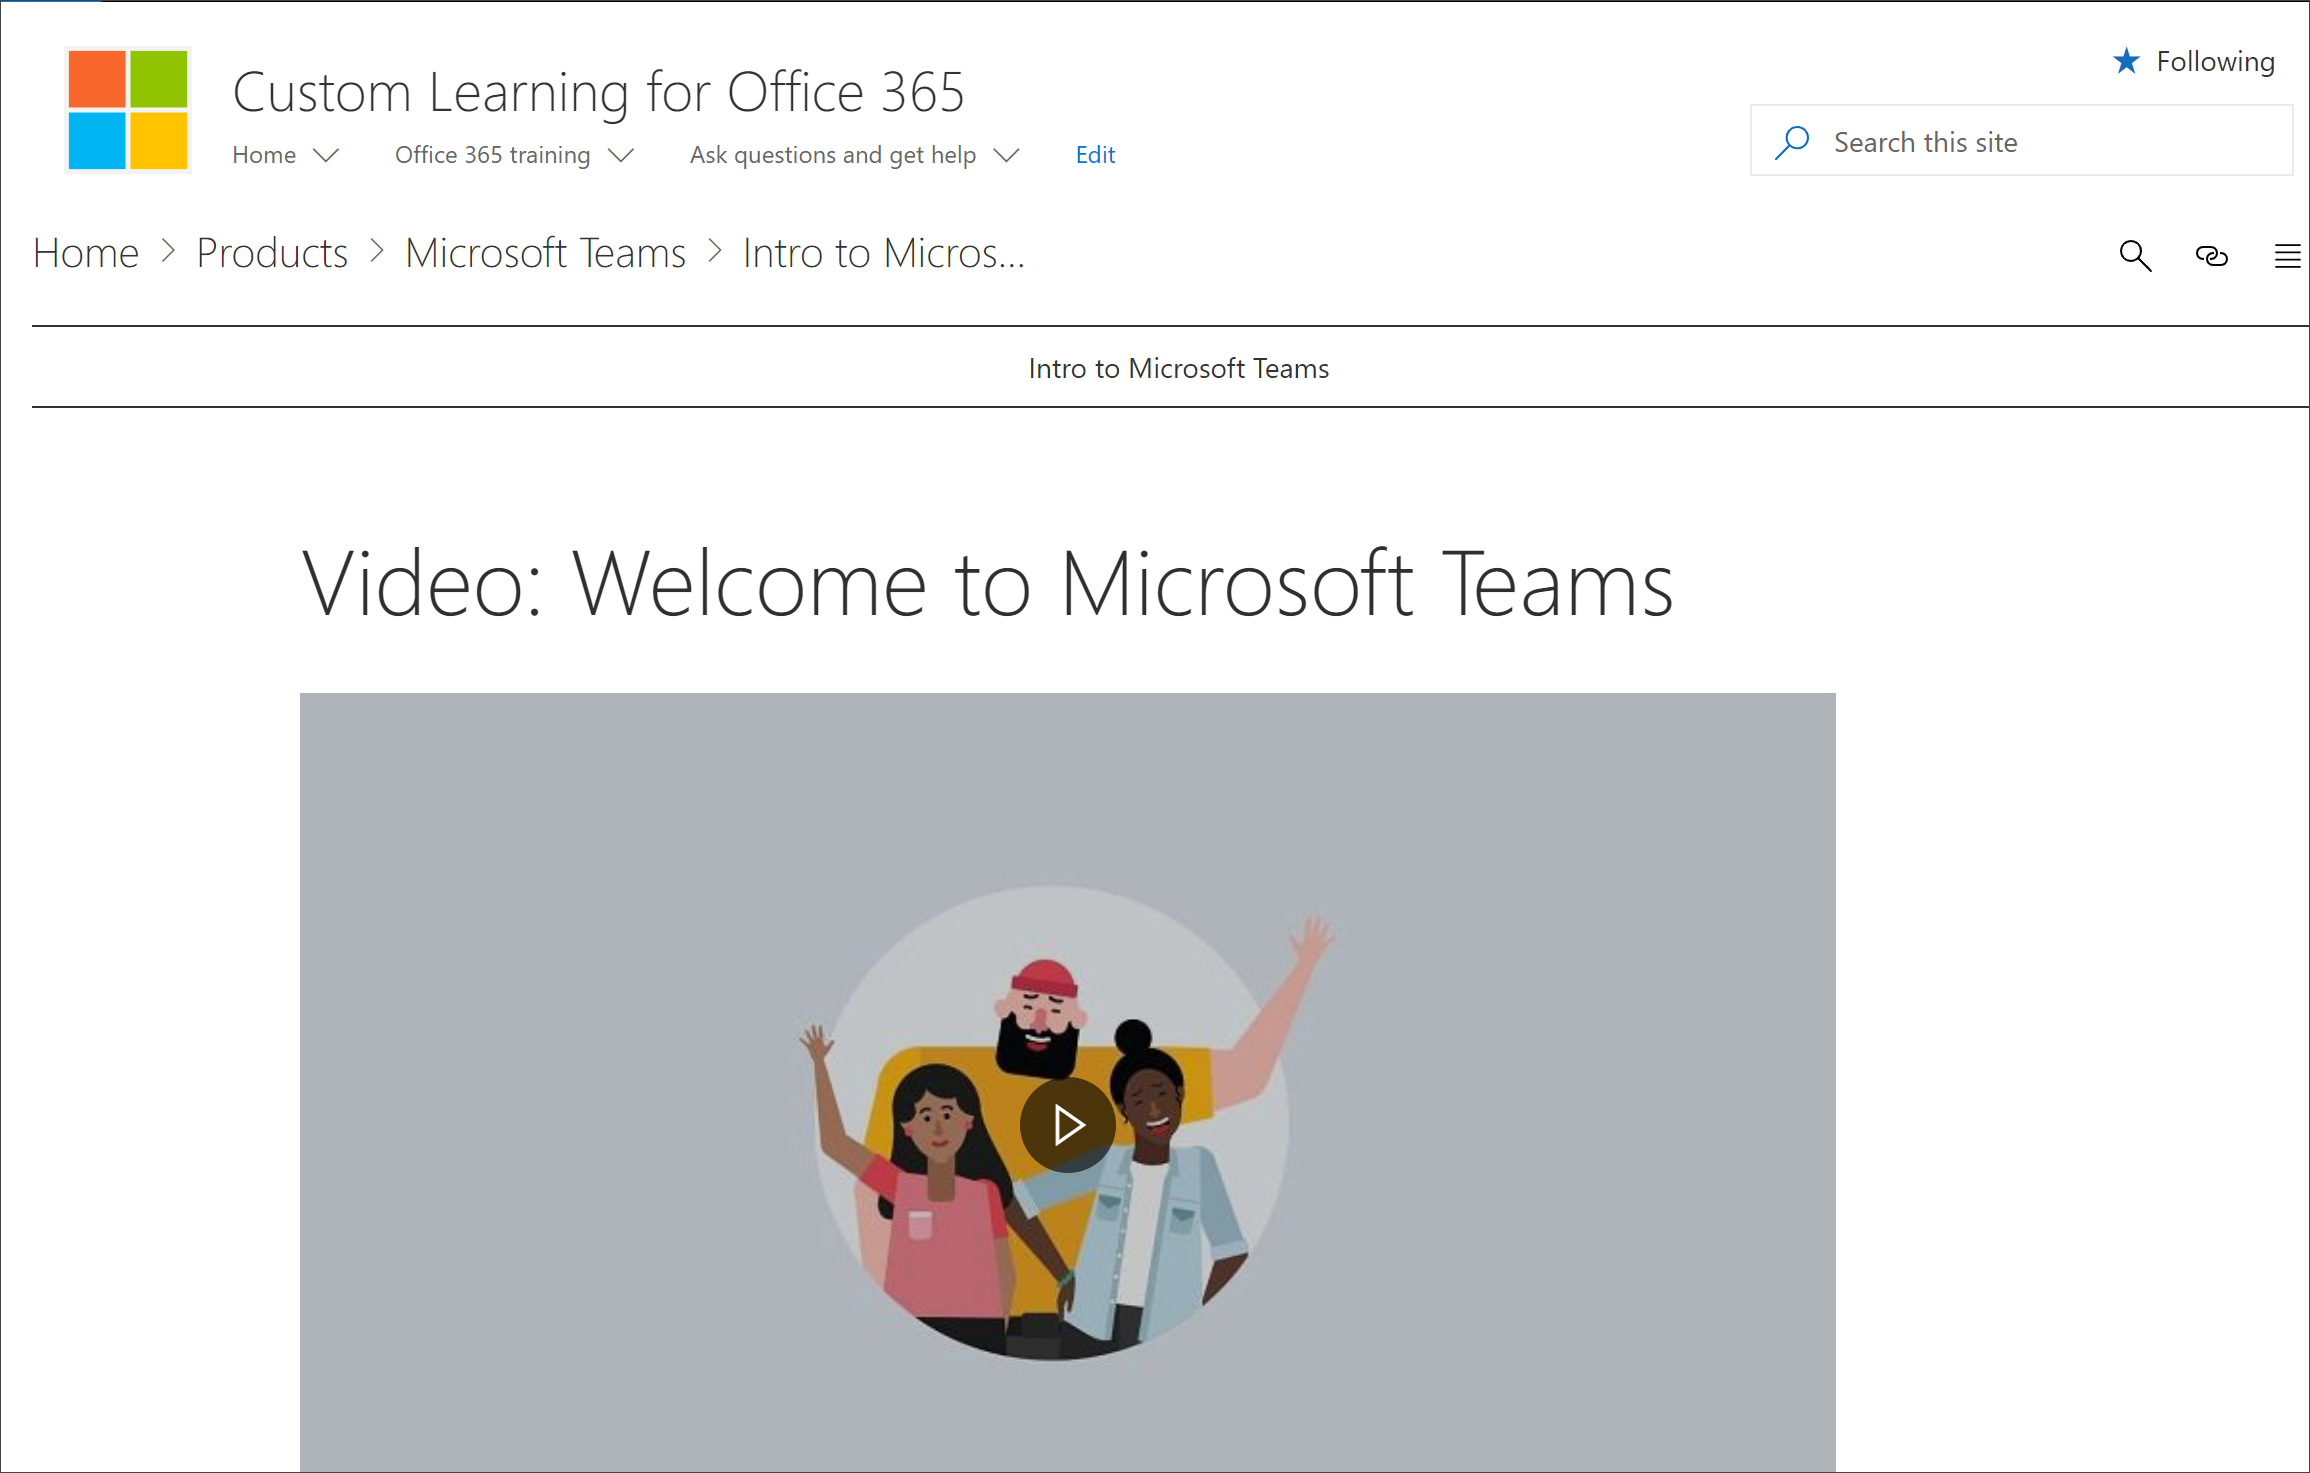 Custom Learning for Office 365
Following
Home Office 365 training Ask questions and get help Edit
Search this site
Home > Products > Microsoft Teams > Intro to Micros...
Intro to Microsoft Teams
Video: Welcome to Microsoft Teams